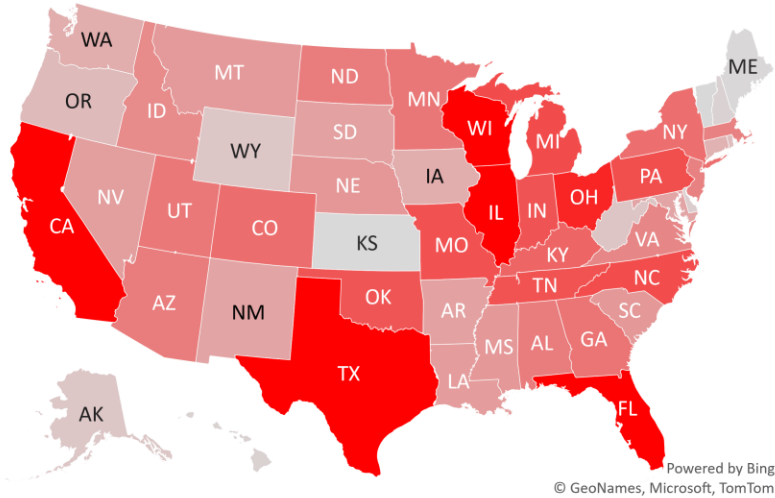 WA
ME
MT
ND
MN
OR
ID
WI
SD
MI
NY
WY
IA
PA
NE
NV
OH
IL
IN
UT
CO
CA
KS
MO
VA
KY
NC
TN
OK
AZ
NM
AR
SC
MS
AL
GA
TX
LA
FL
AK
Powered by Bing
© GeoNames, Microsoft, TomTom